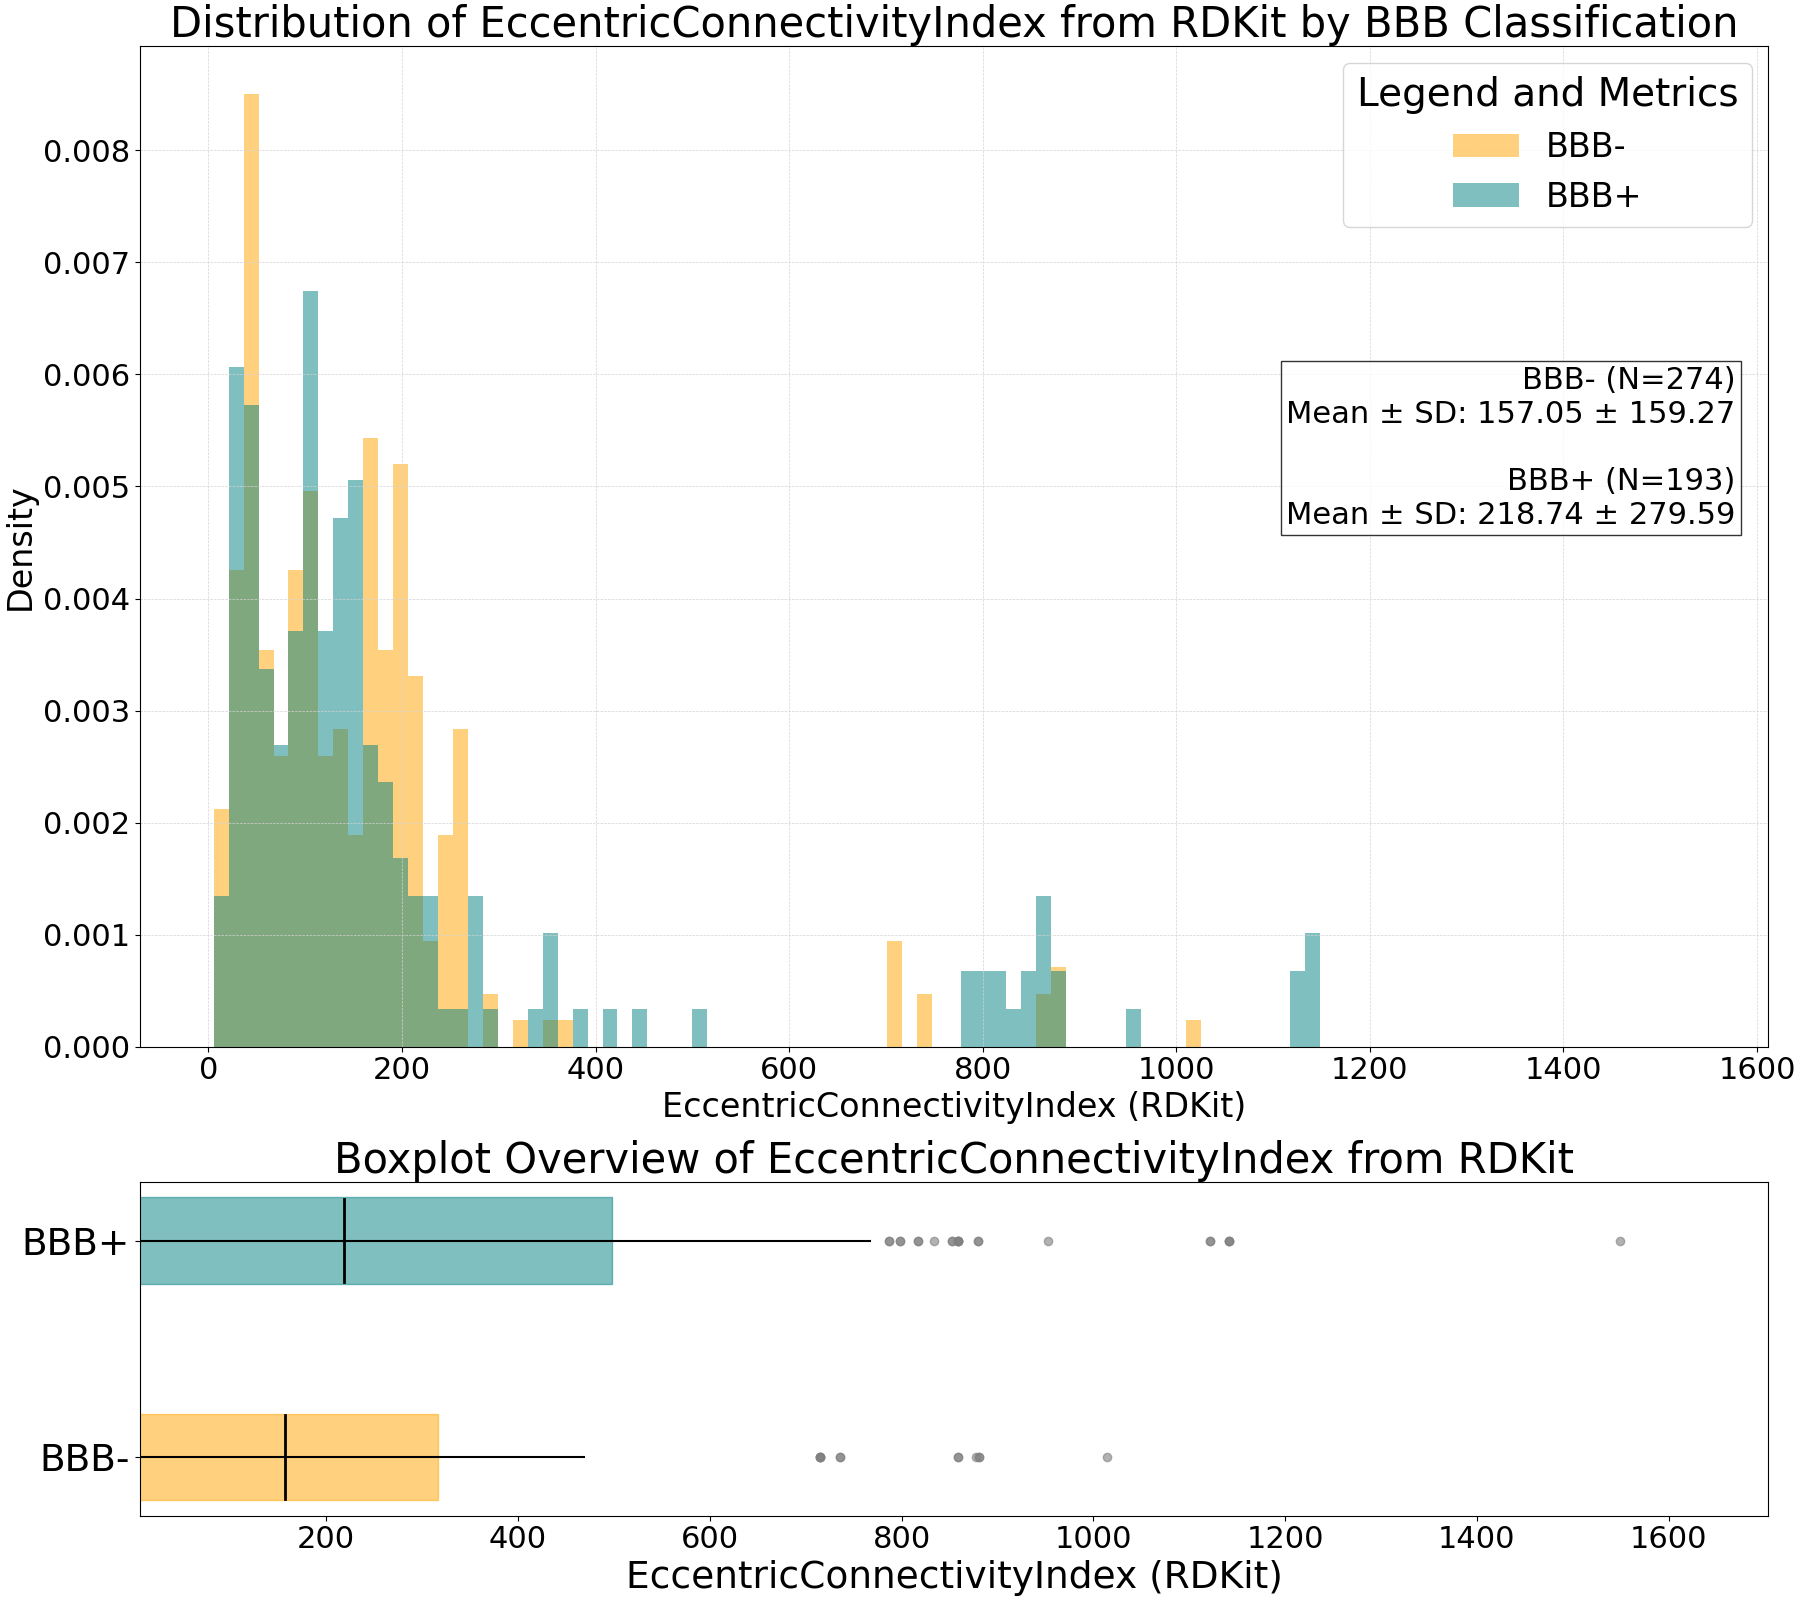 Distribution of EccentricConnectivityIndex from RDKit by BBB Classification
Legend and Metrics
BBB-
BBB+
BBB- (N=274)
Mean ± SD: 157.05 ± 159.27
BBB+ (N=193)
Mean ± SD: 218.74 ± 279.59
Density
0.008
0.007
0.006
0.005
0.004
0.003
0.002
0.001
0.000
0 200 400 600 800 1000 1200 1400 1600
EccentricConnectivityIndex (RDKit)
Boxplot Overview of EccentricConnectivityIndex from RDKit
BBB+
BBB-
200 400 600 800 1000 1200 1400 1600
EccentricConnectivityIndex (RDKit)